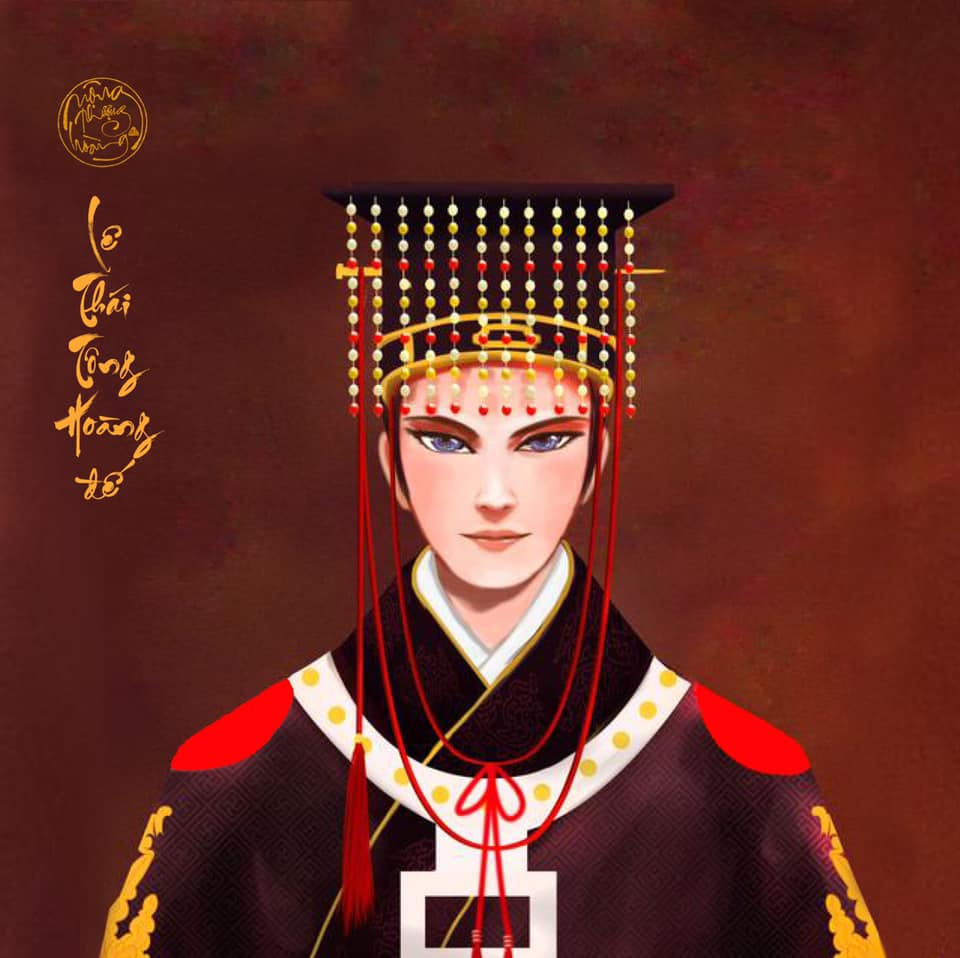 Lê
Thái
Tông
Hoàng
đế